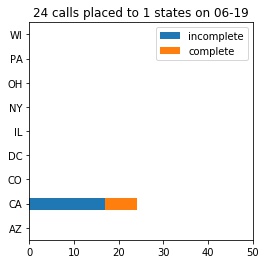 24 calls placed to 1 states on 06-19
incomplete
complete
WI
PA
OH
NY
IL
DC
CO
CA
AZ
0 10 20 30 40 50